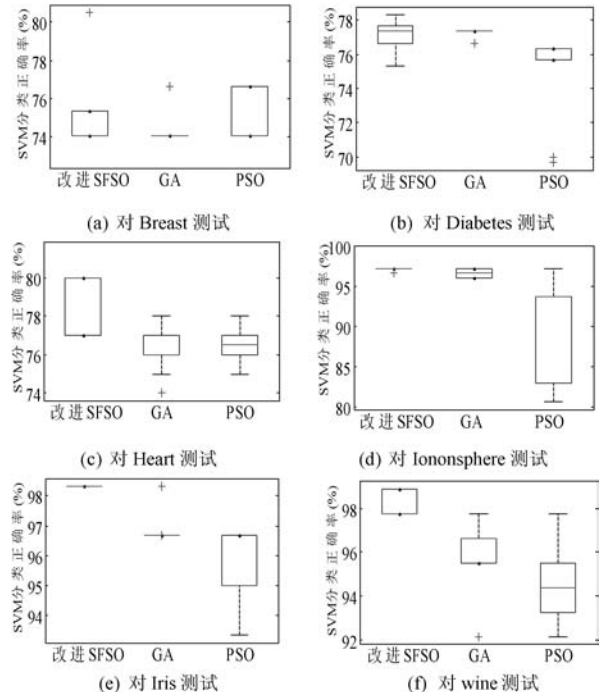 SVM分类正确率(%)
80
78
76
74
改进SFSO GA PSO
(a) 对 Breast 测试
SVM分类正确率(%)
78
76
74
72
70
改进SFSO GA PSO
(b) 对 Diabetes 测试
SVM分类正确率(%)
80
78
76
74
改进SFSO GA PSO
(c) 对 Heart 测试
SVM分类正确率(%)
100
95
90
85
80
改进SFSO GA PSO
(d) 对 Iononsphere 测试
SVM分类正确率(%)
98
97
96
95
94
改进SFSO GA PSO
(e) 对 Iris 测试
SVM分类正确率(%)
98
96
94
92
改进SFSO GA PSO
(f) 对 wine 测试